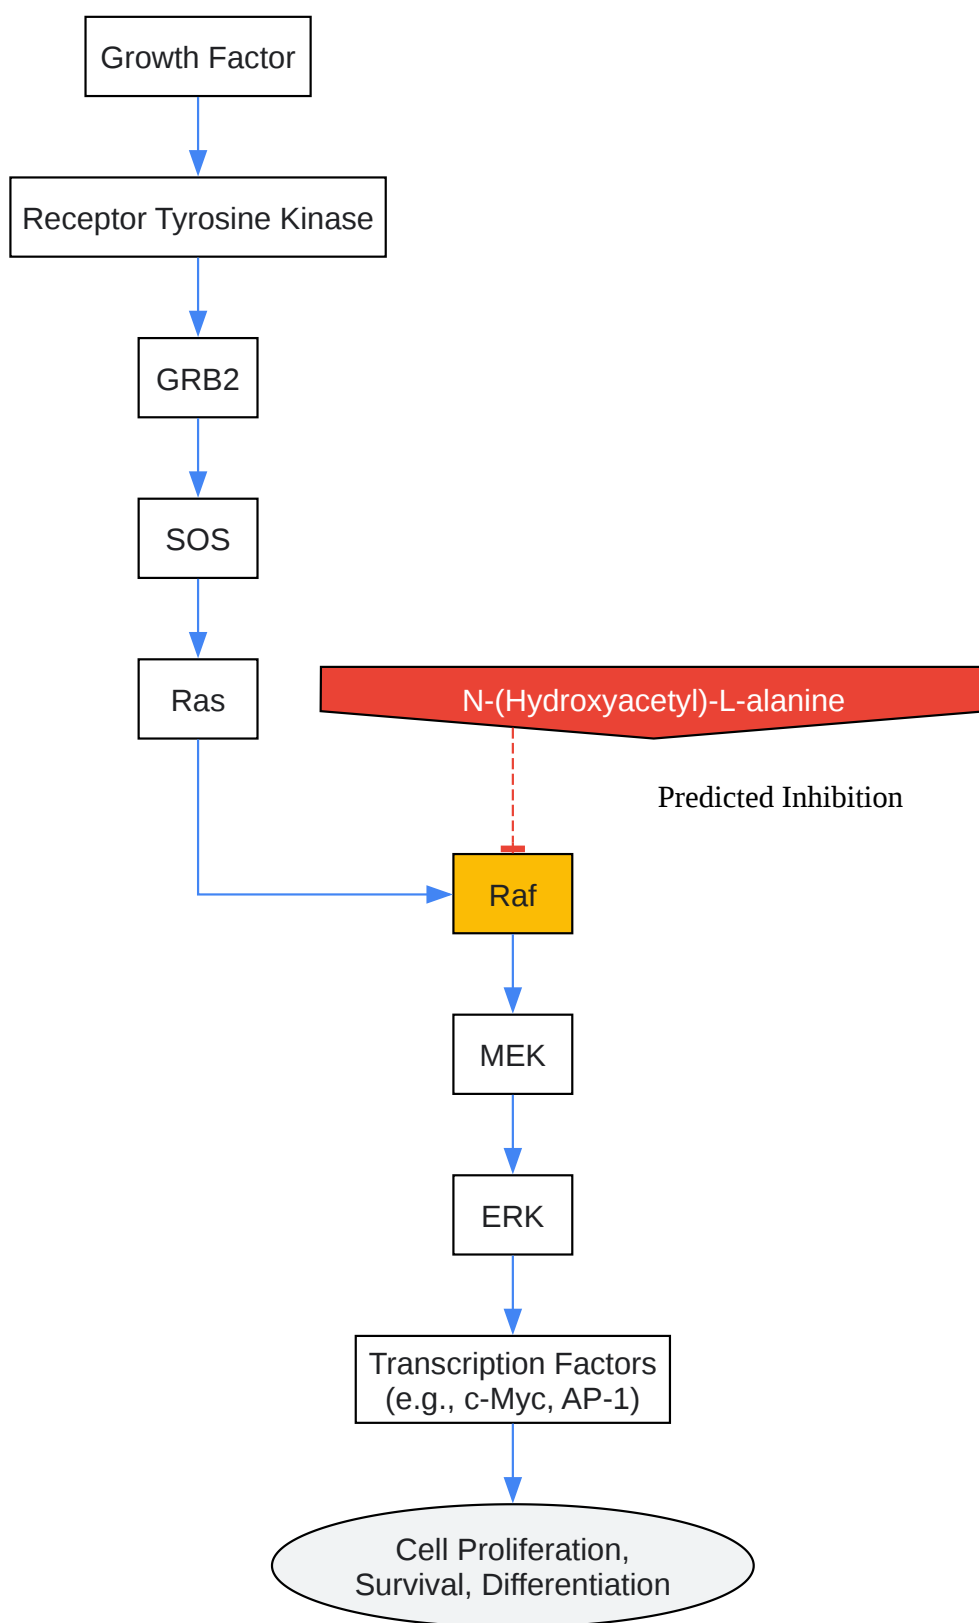 Growth Factor
Receptor Tyrosine Kinase
GRB2
SOS
Ras
N-(Hydroxyacetyl)-L-alanine
Predicted Inhibition
Raf
MEK
ERK
Transcription Factors
(e.g., c-Myc, AP-1)
Cell Proliferation,
Survival, Differentiation